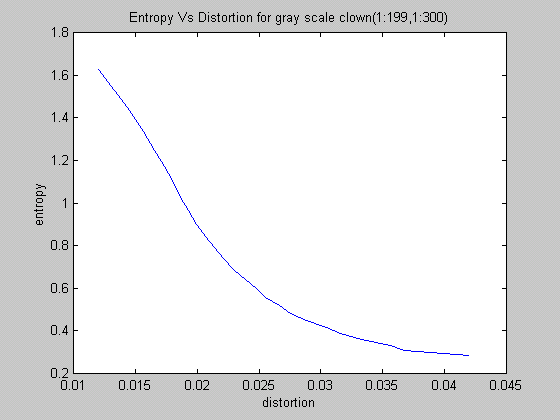 Entropy Vs Distortion for gray scale clown(1:199,1:300)
1.8
1.6
1.4
1.2
1
0.8
0.6
0.4
0.2
entropy
0.01 0.015 0.02 0.025 0.03 0.035 0.04 0.045
distortion